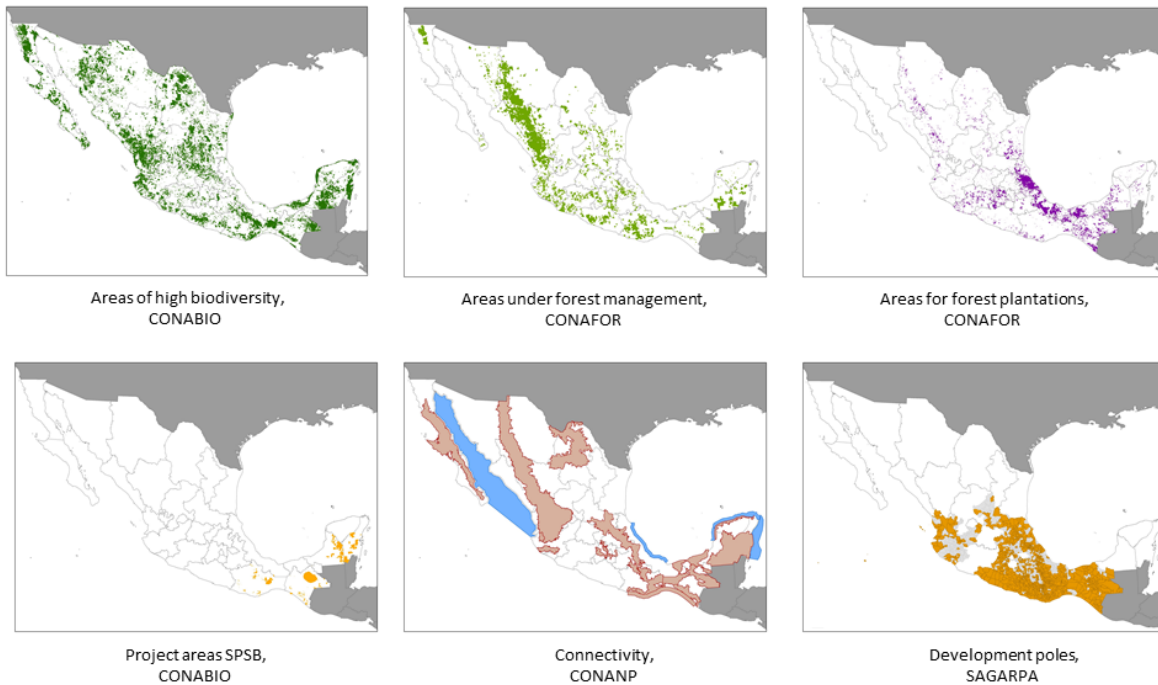 Areas of high biodiversity,
CONABIO
Areas under forest management,
CONAFOR
Areas for forest plantations,
CONAFOR
Project areas SPSB,
CONABIO
Connectivity,
CONANP
Development poles,
SAGARPA